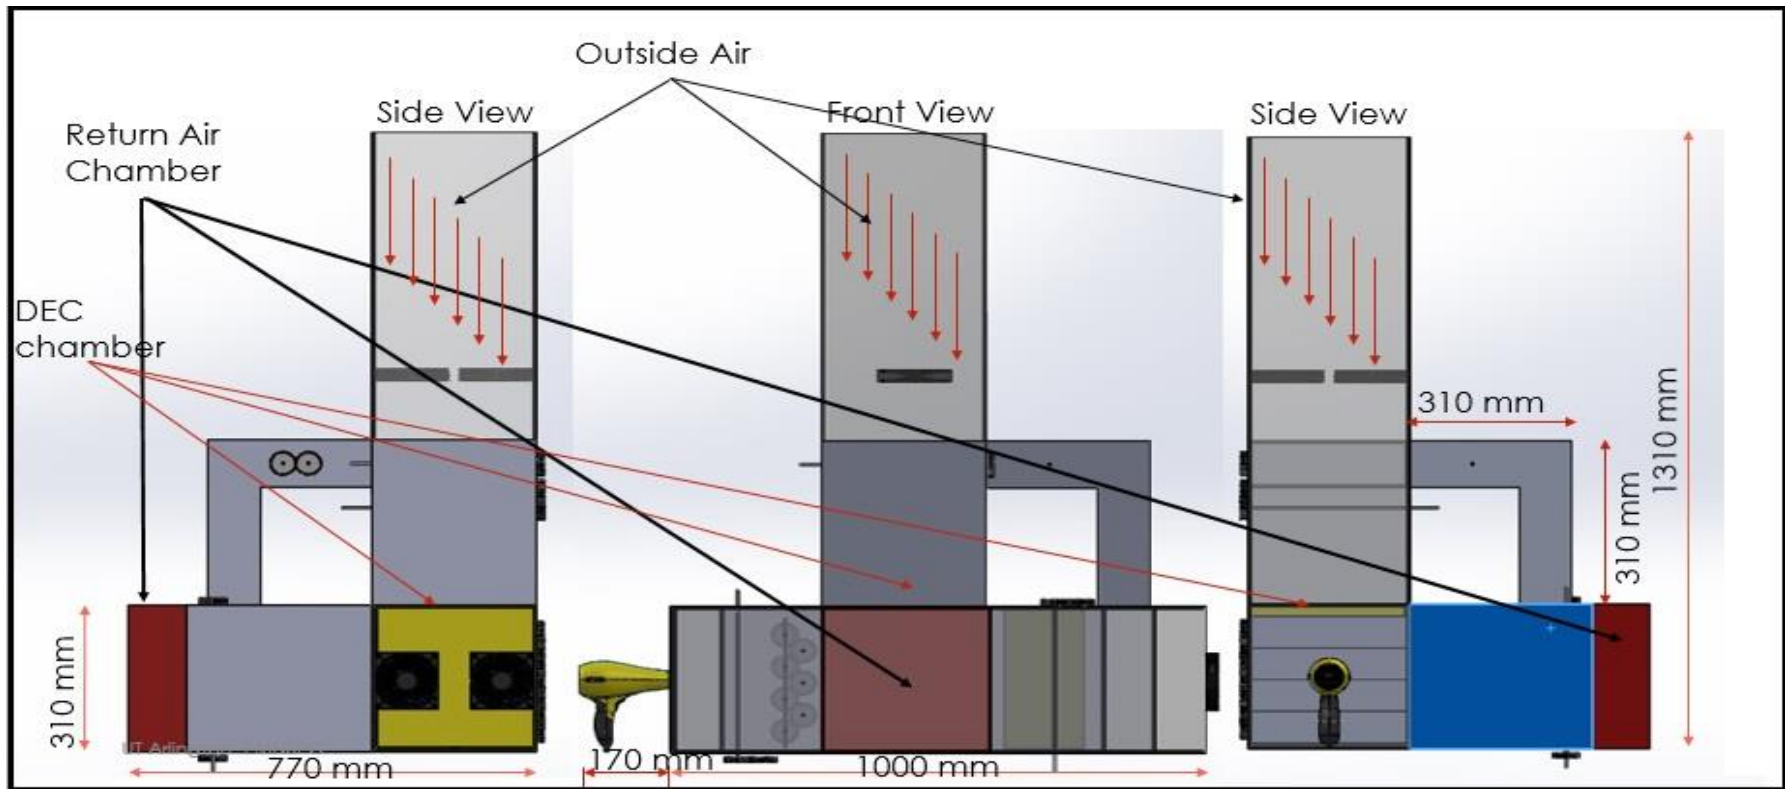 Outside Air
Side View
Front View
Side View
Return Air
Chamber
DEC
chamber
310 mm
1310 mm
310 mm
310 mm
770 mm
170 mm
1000 mm